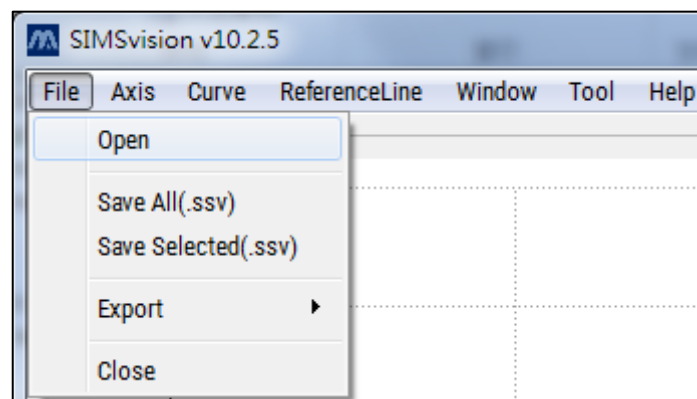 SIMSvision v10.2.5
File Axis Curve ReferenceLine Window Tool Help
Open
Save All(.ssv)
Save Selected(.ssv)
Export
Close